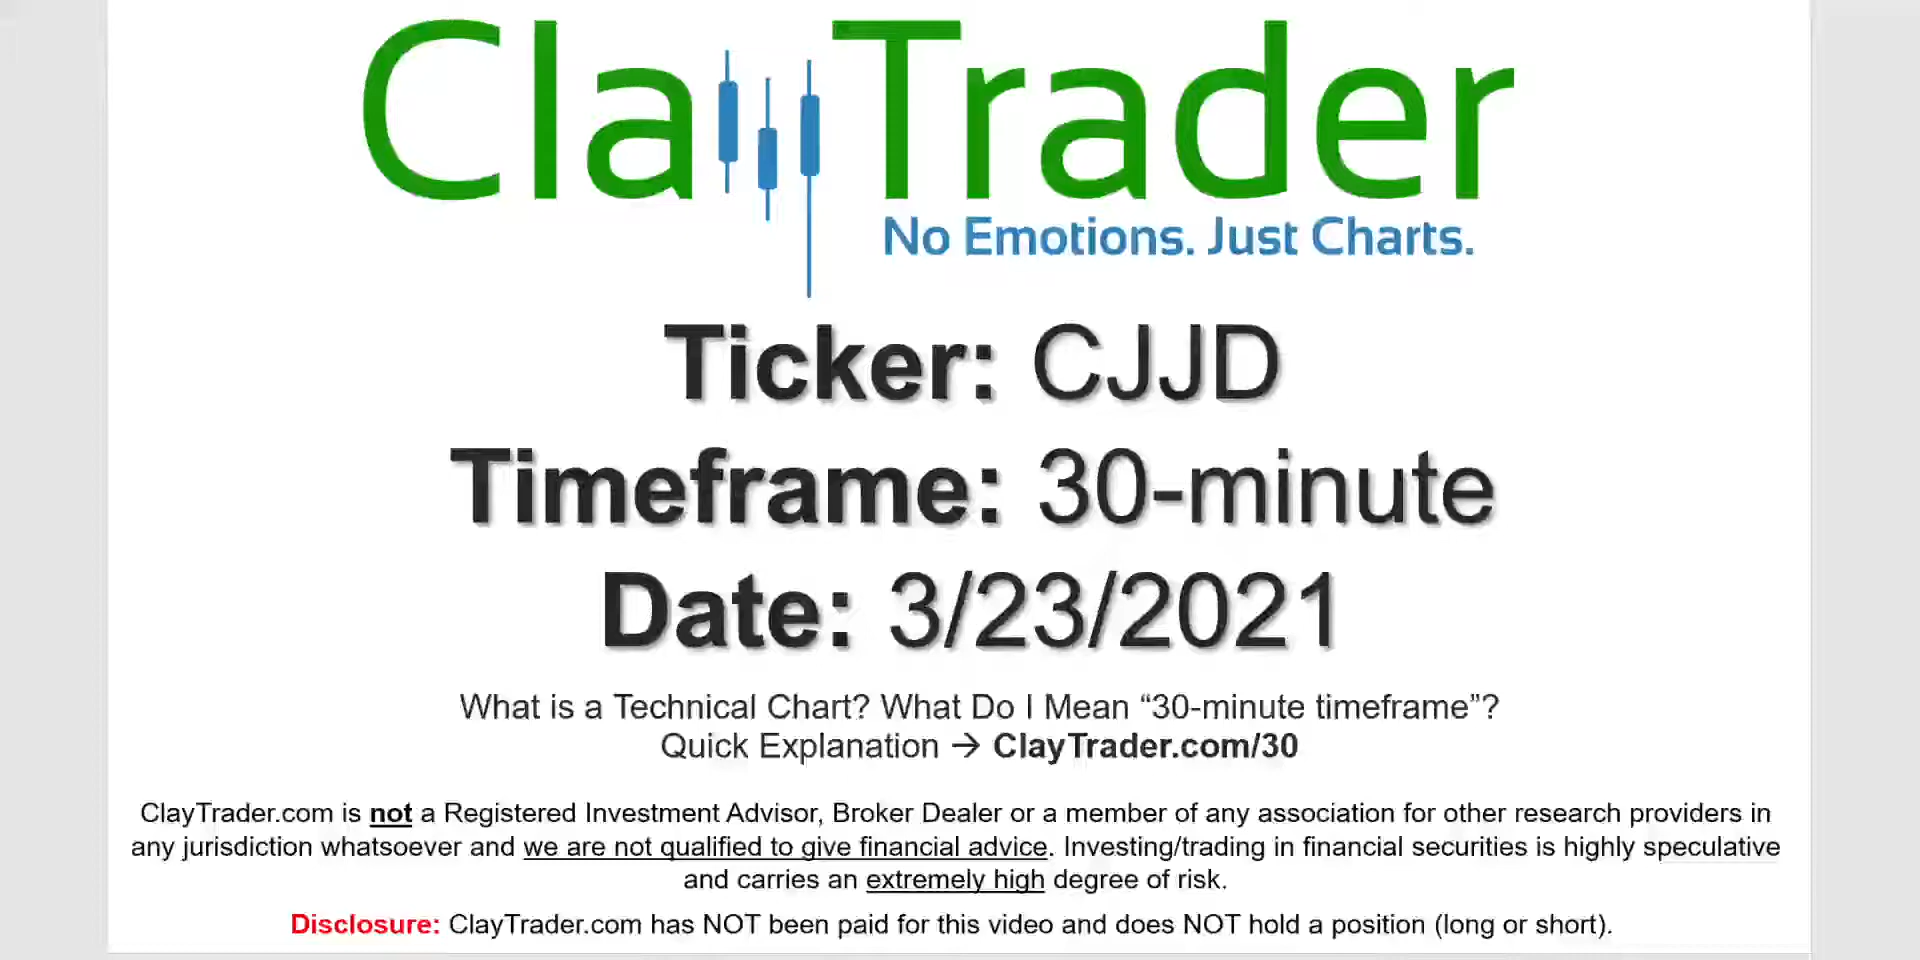 ClayTrader
No Emotions. Just Charts.
Ticker: CJJD
Timeframe: 30-minute
Date: 3/23/2021
What is a Technical Chart? What Do I Mean “30-minute timeframe”?
Quick Explanation → ClayTrader.com/30
ClayTrader.com is not a Registered Investment Advisor, Broker Dealer or a member of any association for other research providers in
any jurisdiction whatsoever and we are not qualified to give financial advice. Investing/trading in financial securities is highly speculative
and carries an extremely high degree of risk.
Disclosure: ClayTrader.com has NOT been paid for this video and does NOT hold a position (long or short).